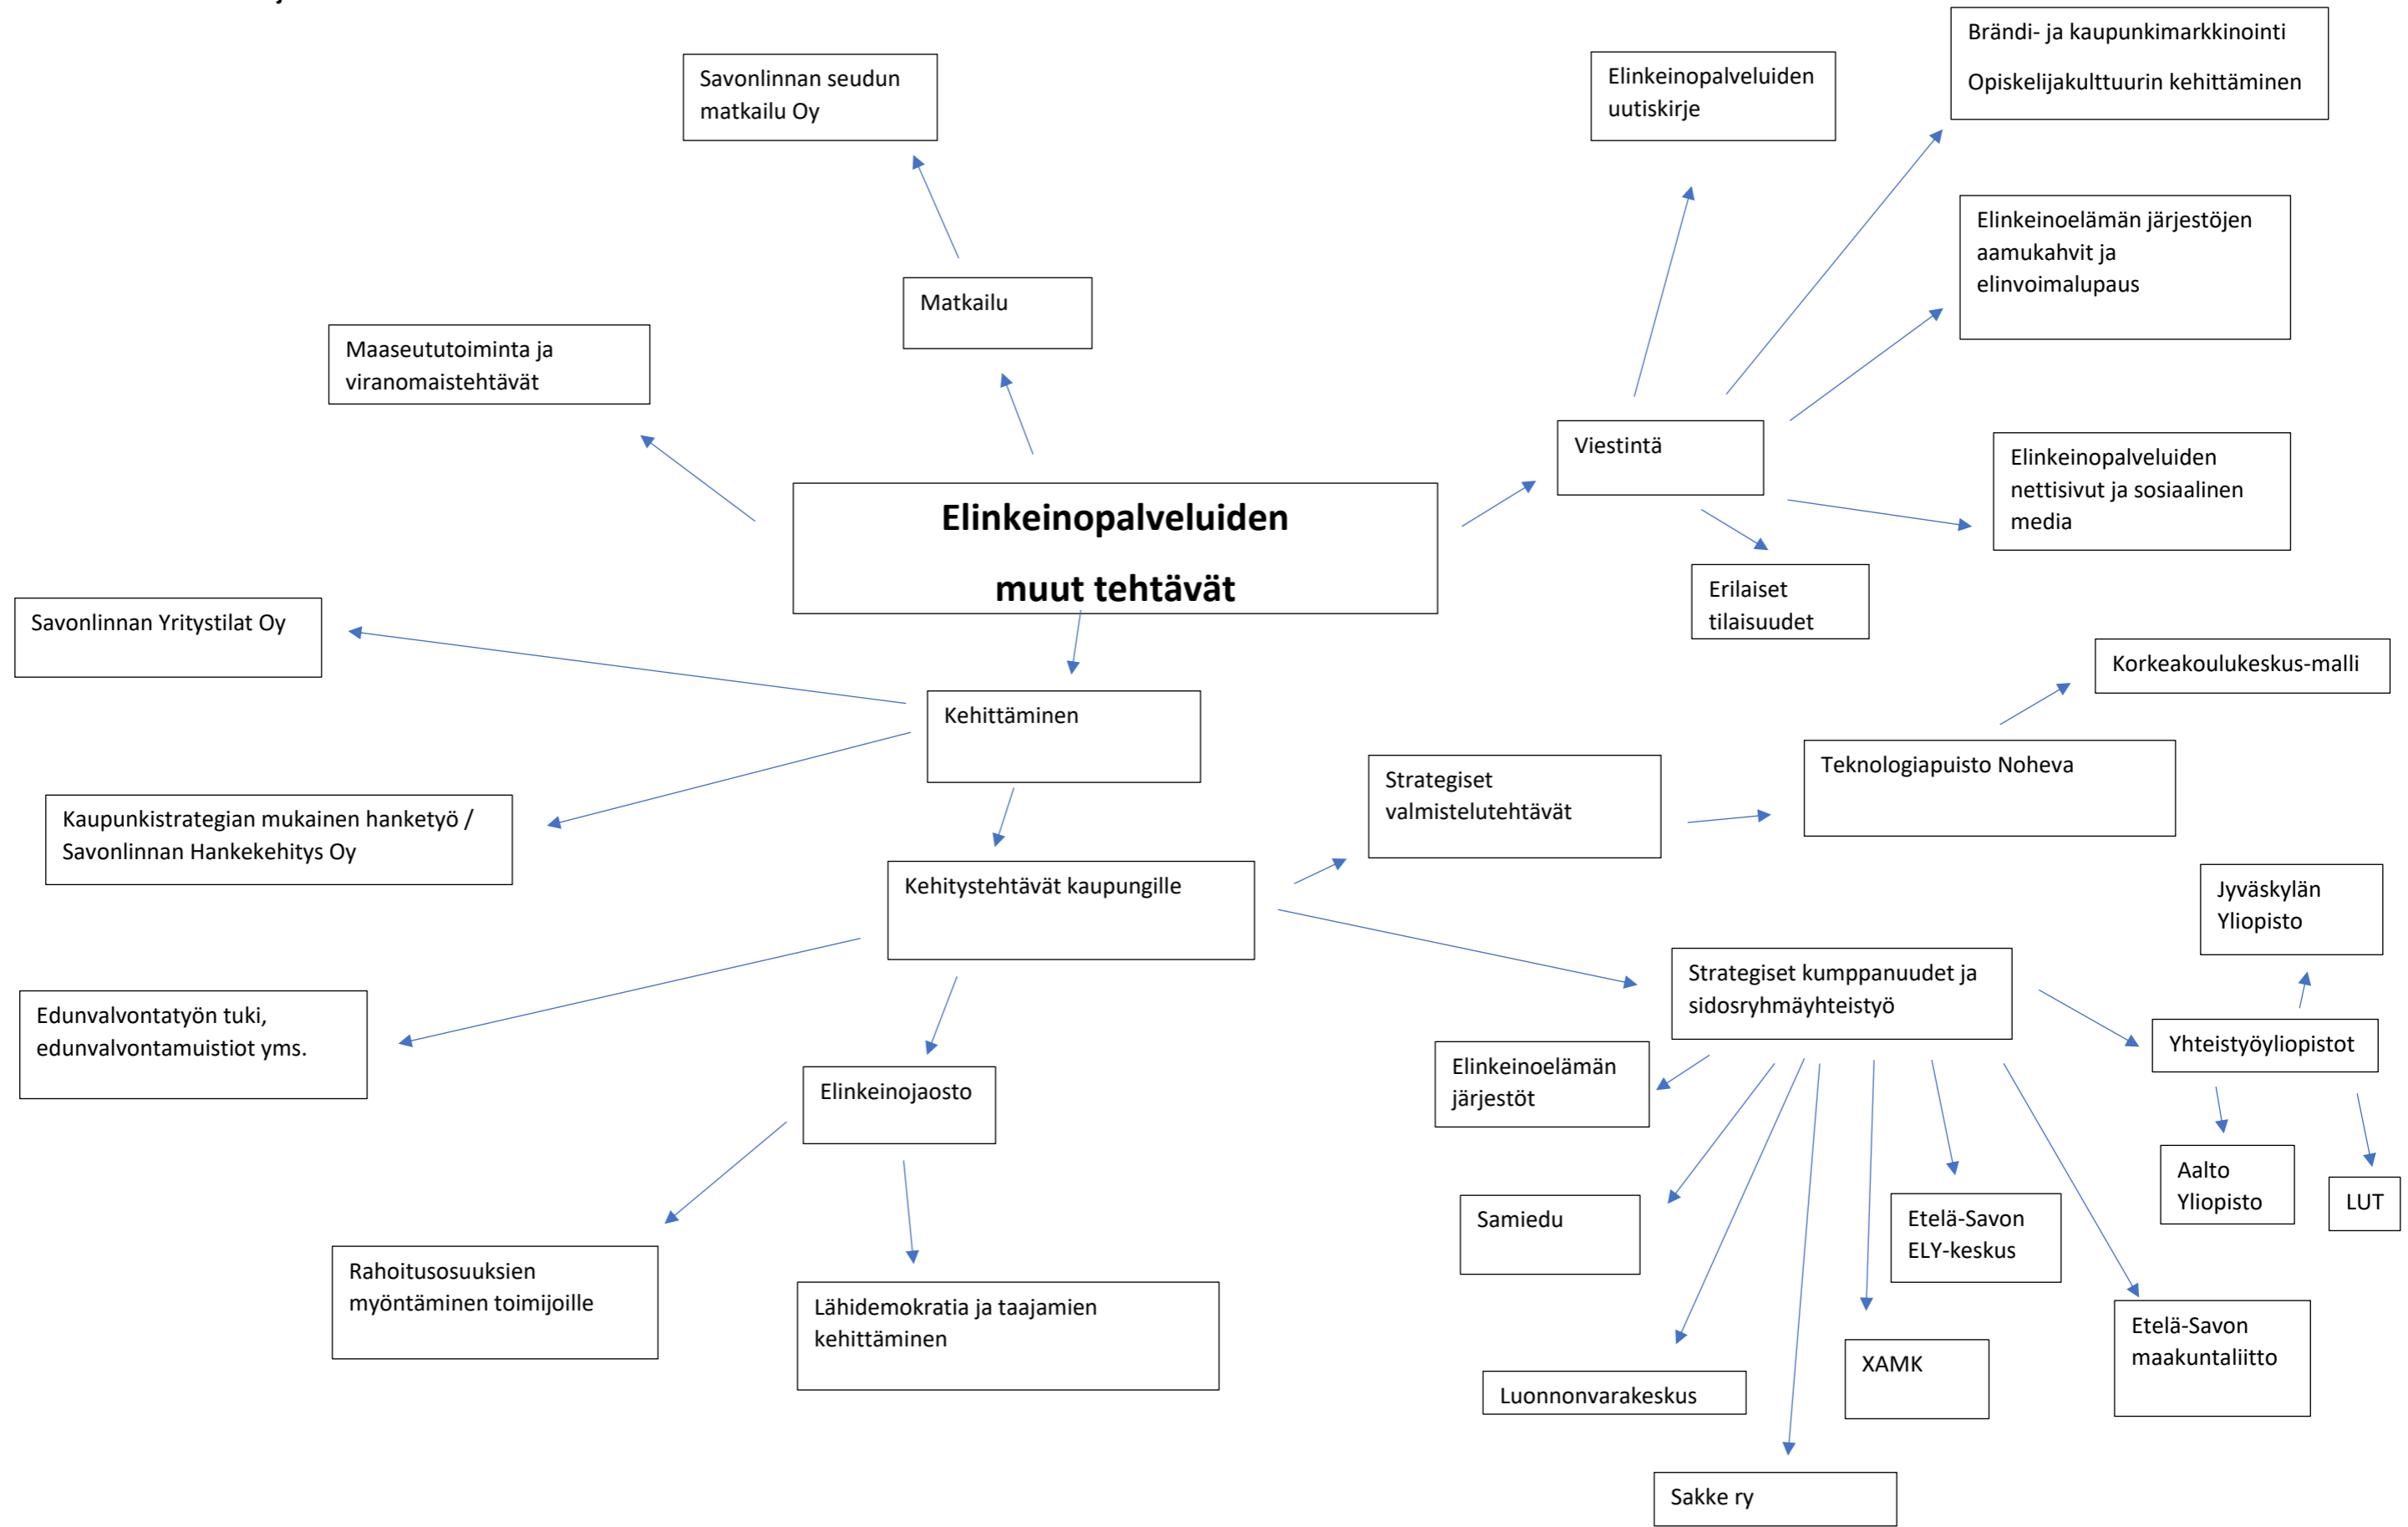 Brändi- ja kaupunkimarkkinointi
Opiskelijakulttuurin kehittäminen
Savonlinnan seudun
matkailu Oy
Elinkeinopalveluiden
uutiskirje
Elinkeinoelämän järjestöjen
aamukahvit ja
elinvoimalupaus
Matkailu
Maaseututoiminta ja
viranomaistehtävät
Viestintä
Elinkeinopalveluiden
nettisivut ja sosiaalinen
media
Elinkeinopalveluiden
muut tehtävät
Erilaiset
tilaisuudet
Savonlinnan Yritystilat Oy
Korkeakoulukeskus-malli
Kehittäminen
Strategiset
valmistelutehtävät
Teknologiapuisto Noheva
Kaupunkistrategian mukainen hanketyö /
Savonlinnan Hankekehitys Oy
Kehitystehtävät kaupungille
Jyväskylän
Yliopisto
Strategiset kumppanuudet ja
sidosryhmäyhteistyö
Edunvalvontatyön tuki,
edunvalvontamuistiot yms.
Yhteistyöyliopistot
Elinkeinoelämän
järjestöt
Elinkeinojaosto
Aalto
Yliopisto
LUT
Samiedu
Etelä-Savon
ELY-keskus
Rahoitusosuuksien
myöntäminen toimijoille
Lähidemokratia ja taajamien
kehittäminen
Etelä-Savon
maakuntaliitto
XAMK
Luonnonvarakeskus
Sakke ry